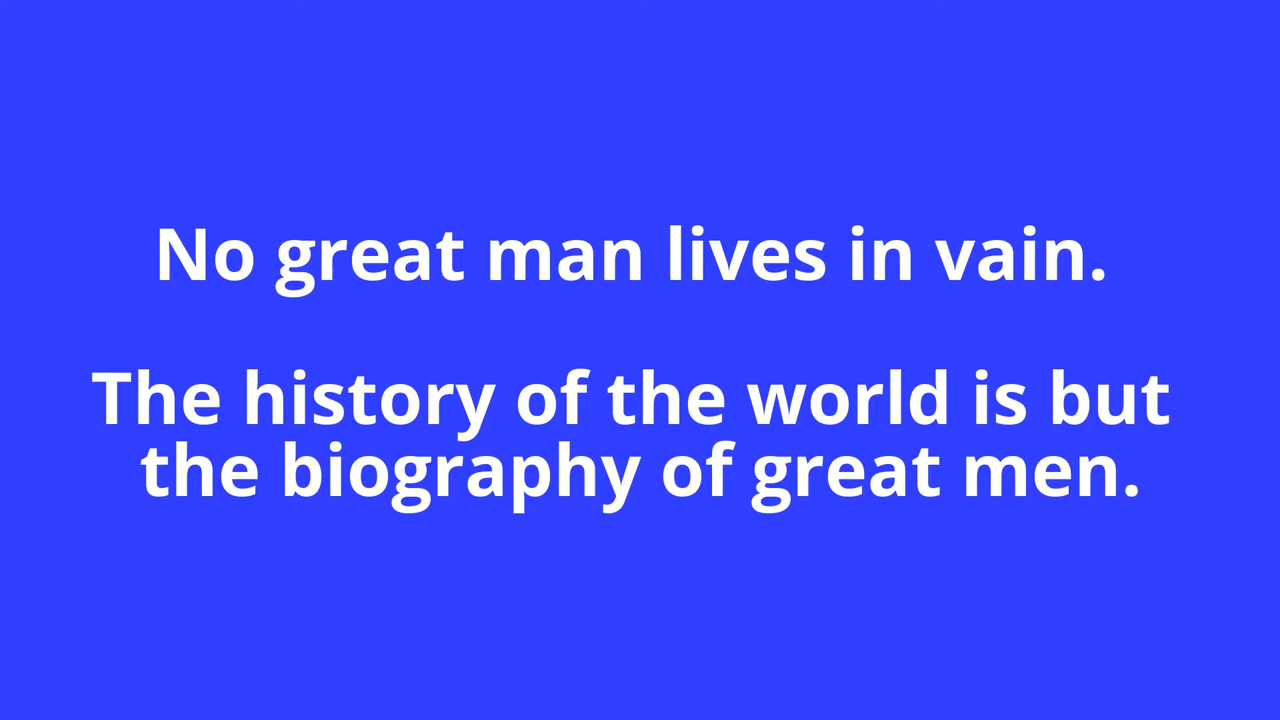 No great man lives in vain.
The history of the world is but
the biography of great men.